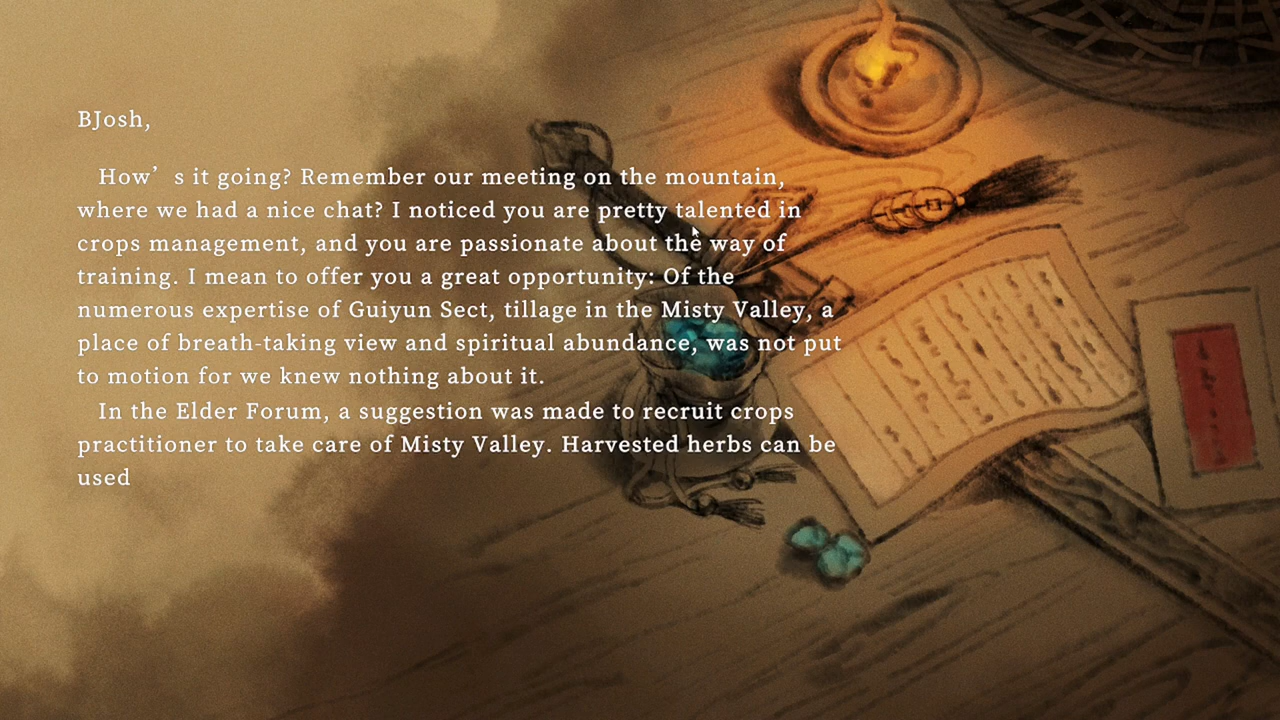 BJosh,
How’s it going? Remember our meeting on the mountain,
where we had a nice chat? I noticed you are pretty talented in
crops management, and you are passionate about the way of
training. I mean to offer you a great opportunity: Of the
numerous expertise of Guiyun Sect, tillage in the Misty Valley, a
place of breath-taking view and spiritual abundance, was not put
to motion for we knew nothing about it.
In the Elder Forum, a suggestion was made to recruit crops
practitioner to take care of Misty Valley. Harvested herbs can be
used